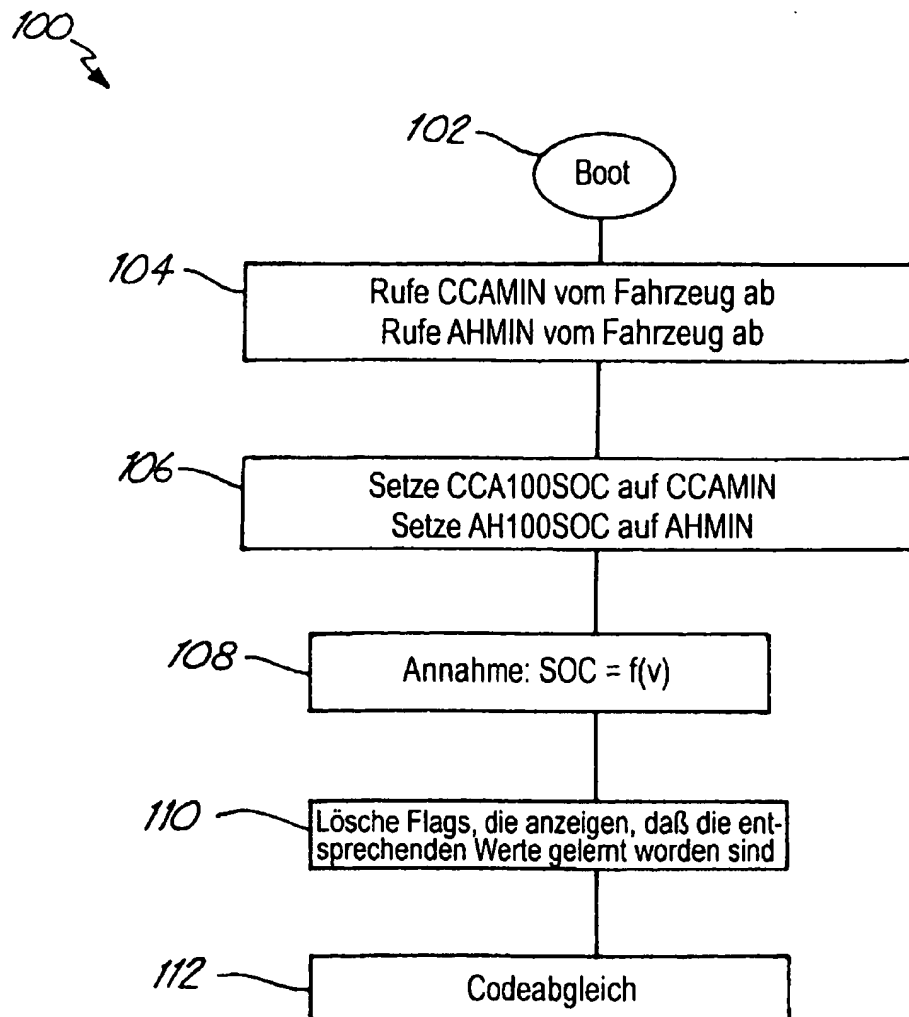 100
102
Boot
104
Rufe CCAMIN vom Fahrzeug ab
Rufe AHMIN vom Fahrzeug ab
106
Setze CCA100SOC auf CCAMIN
Setze AH100SOC auf AHMIN
108
Annahme: SOC = f(v)
110
Lösche Flags, die anzeigen, daß die ent-
sprechenden Werte gelernt worden sind
112
Codeabgleich